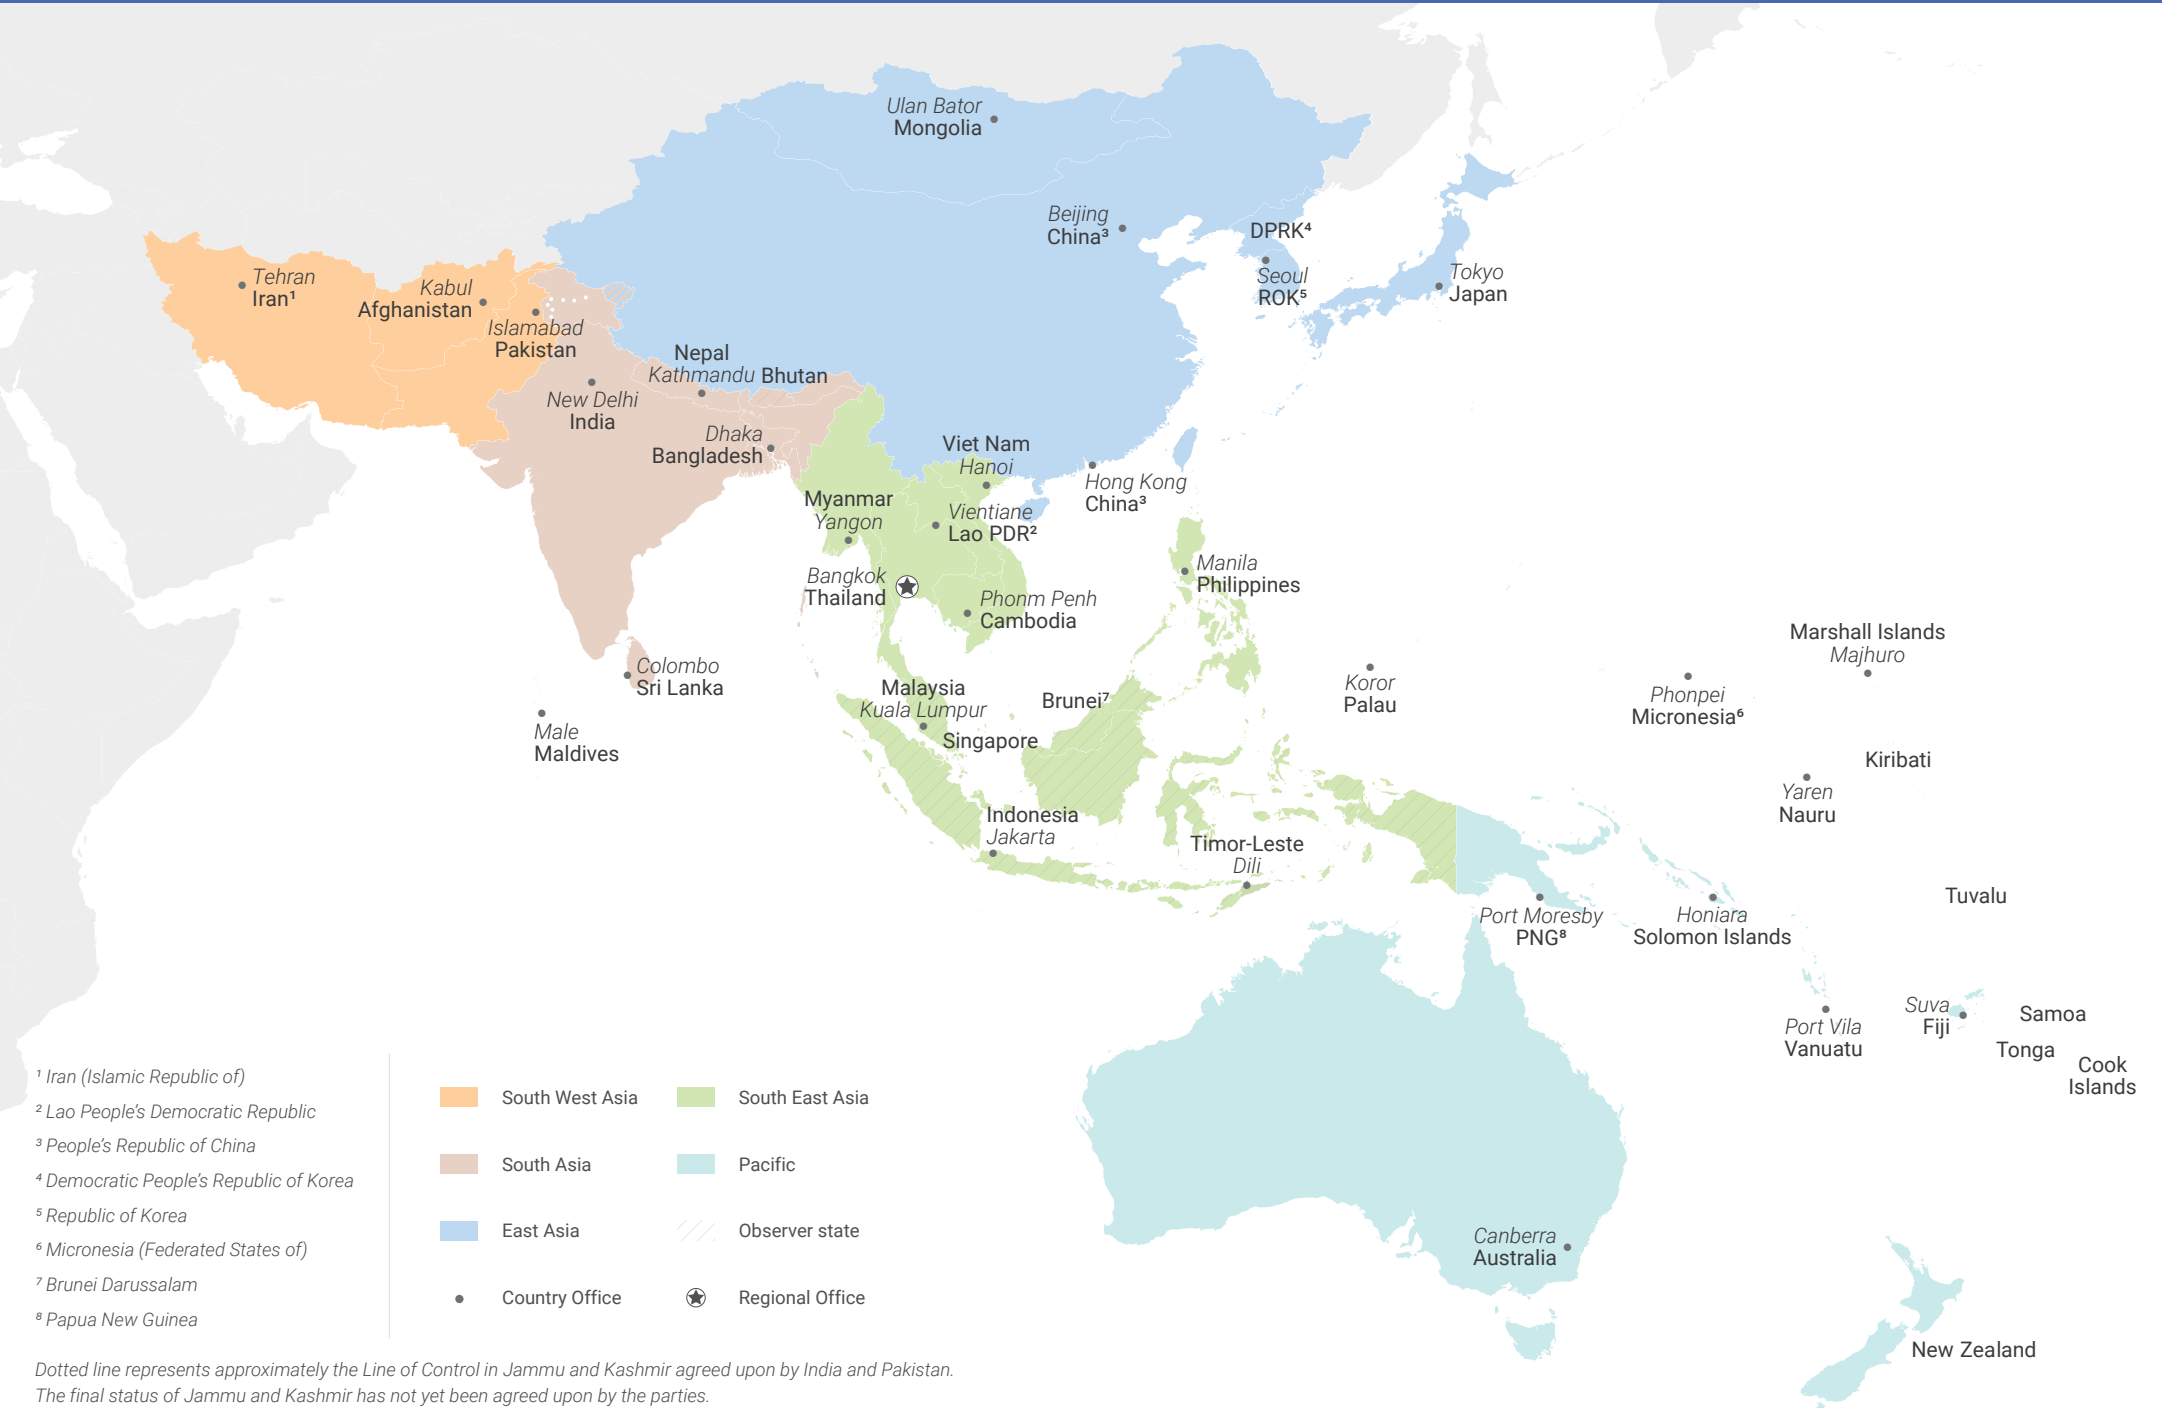 Ulan Bator
Mongolia
Beijing
China³
DPRK⁴
Seoul
ROK⁵
Tokyo
Japan
Tehran
Iran¹
Kabul
Afghanistan
Islamabad
Pakistan
Nepal
Kathmandu
Bhutan
New Delhi
India
Dhaka
Bangladesh
Viet Nam
Hanoi
Hong Kong
China³
Myanmar
Yangon
Vientiane
Lao PDR²
Bangkok
Thailand
Phonm Penh
Cambodia
Manila
Philippines
Colombo
Sri Lanka
Male
Maldives
Malaysia
Kuala Lumpur
Singapore
Brunei⁷
Koror
Palau
Marshall Islands
Majhuro
Phonpei
Micronesia⁶
Kiribati
Yaren
Nauru
Indonesia
Jakarta
Timor-Leste
Dili
Port Moresby
PNG⁸
Honiara
Solomon Islands
Tuvalu
Port Vila
Vanuatu
Suva
Fiji
Samoa
Tonga
Cook
Islands
Canberra
Australia
New Zealand
¹ Iran (Islamic Republic of)
² Lao People's Democratic Republic
³ People's Republic of China
⁴ Democratic People's Republic of Korea
⁵ Republic of Korea
⁶ Micronesia (Federated States of)
⁷ Brunei Darussalam
⁸ Papua New Guinea
South West Asia
South East Asia
South Asia
Pacific
East Asia
Observer state
Country Office
Regional Office
Dotted line represents approximately the Line of Control in Jammu and Kashmir agreed upon by India and Pakistan.
The final status of Jammu and Kashmir has not yet been agreed upon by the parties.